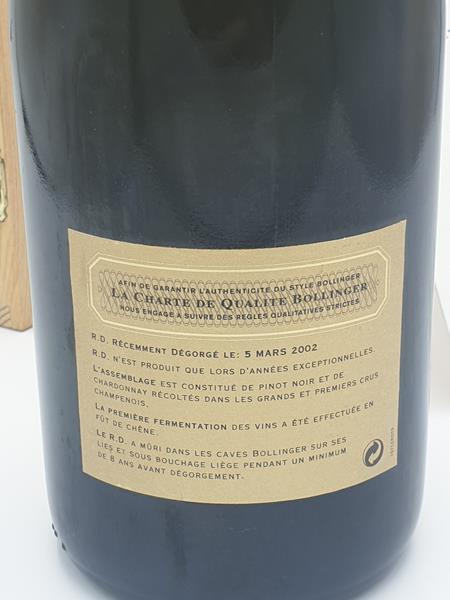 AFIN DE GARANTIR L'AUTHENTICITÉ DU STYLE BOLLINGER
LA CHARTE DE QUALITÉ BOLLINGER
NOUS ENGAGE A SUIVRE DES RÈGLES QUALITATIVES STRICTES
R.D. RÉCEMMENT DÉGORGÉ LE: 5 MARS 2002
R.D. N'EST PRODUIT QUE LORS D'ANNÉES EXCEPTIONNELLES.
L'ASSEMBLAGE EST CONSTITUÉ DE PINOT NOIR ET DE
CHARDONNAY RÉCOLTÉS DANS LES GRANDS ET PREMIERS CRUS
CHAMPENOIS.
LA PREMIÈRE FERMENTATION DES VINS A ÉTÉ EFFECTUÉE EN
FÛT DE CHÊNE.
LE R.D. A MÛRI DANS LES CAVES BOLLINGER SUR SES
LIES ET SOUS BOUCHAGE LIÈGE PENDANT UN MINIMUM
DE 8 ANS AVANT DÉGORGEMENT.